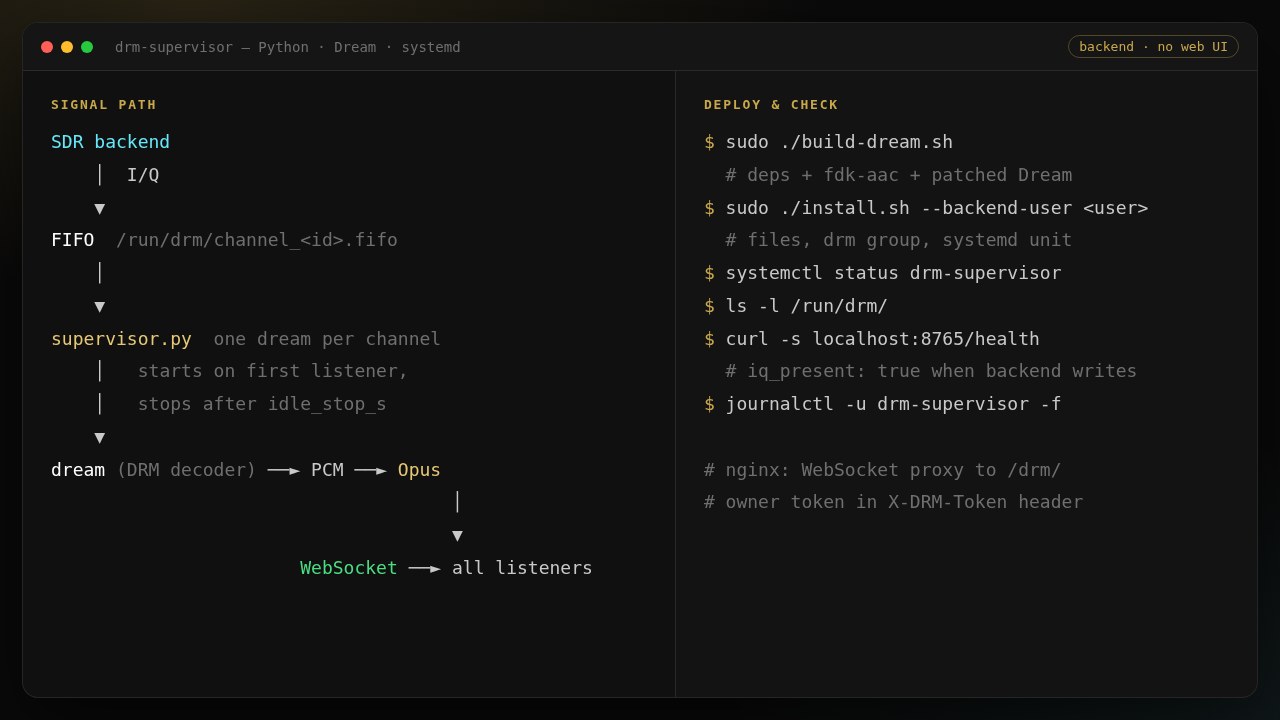 drm-supervisor — Python · Dream · systemd
backend · no web UI
SIGNAL PATH
SDR backend
│ I/Q
▼
FIFO /run/drm/channel_<id>.fifo
│
▼
supervisor.py one dream per channel
│ starts on first listener,
│ stops after idle_stop_s
▼
dream (DRM decoder) ──► PCM ──► Opus
│
▼
WebSocket ──► all listeners
DEPLOY & CHECK
$ sudo ./build-dream.sh
# deps + fdk-aac + patched Dream
$ sudo ./install.sh --backend-user <user>
# files, drm group, systemd unit
$ systemctl status drm-supervisor
$ ls -l /run/drm/
$ curl -s localhost:8765/health
# iq_present: true when backend writes
$ journalctl -u drm-supervisor -f
# nginx: WebSocket proxy to /drm/
# owner token in X-DRM-Token header